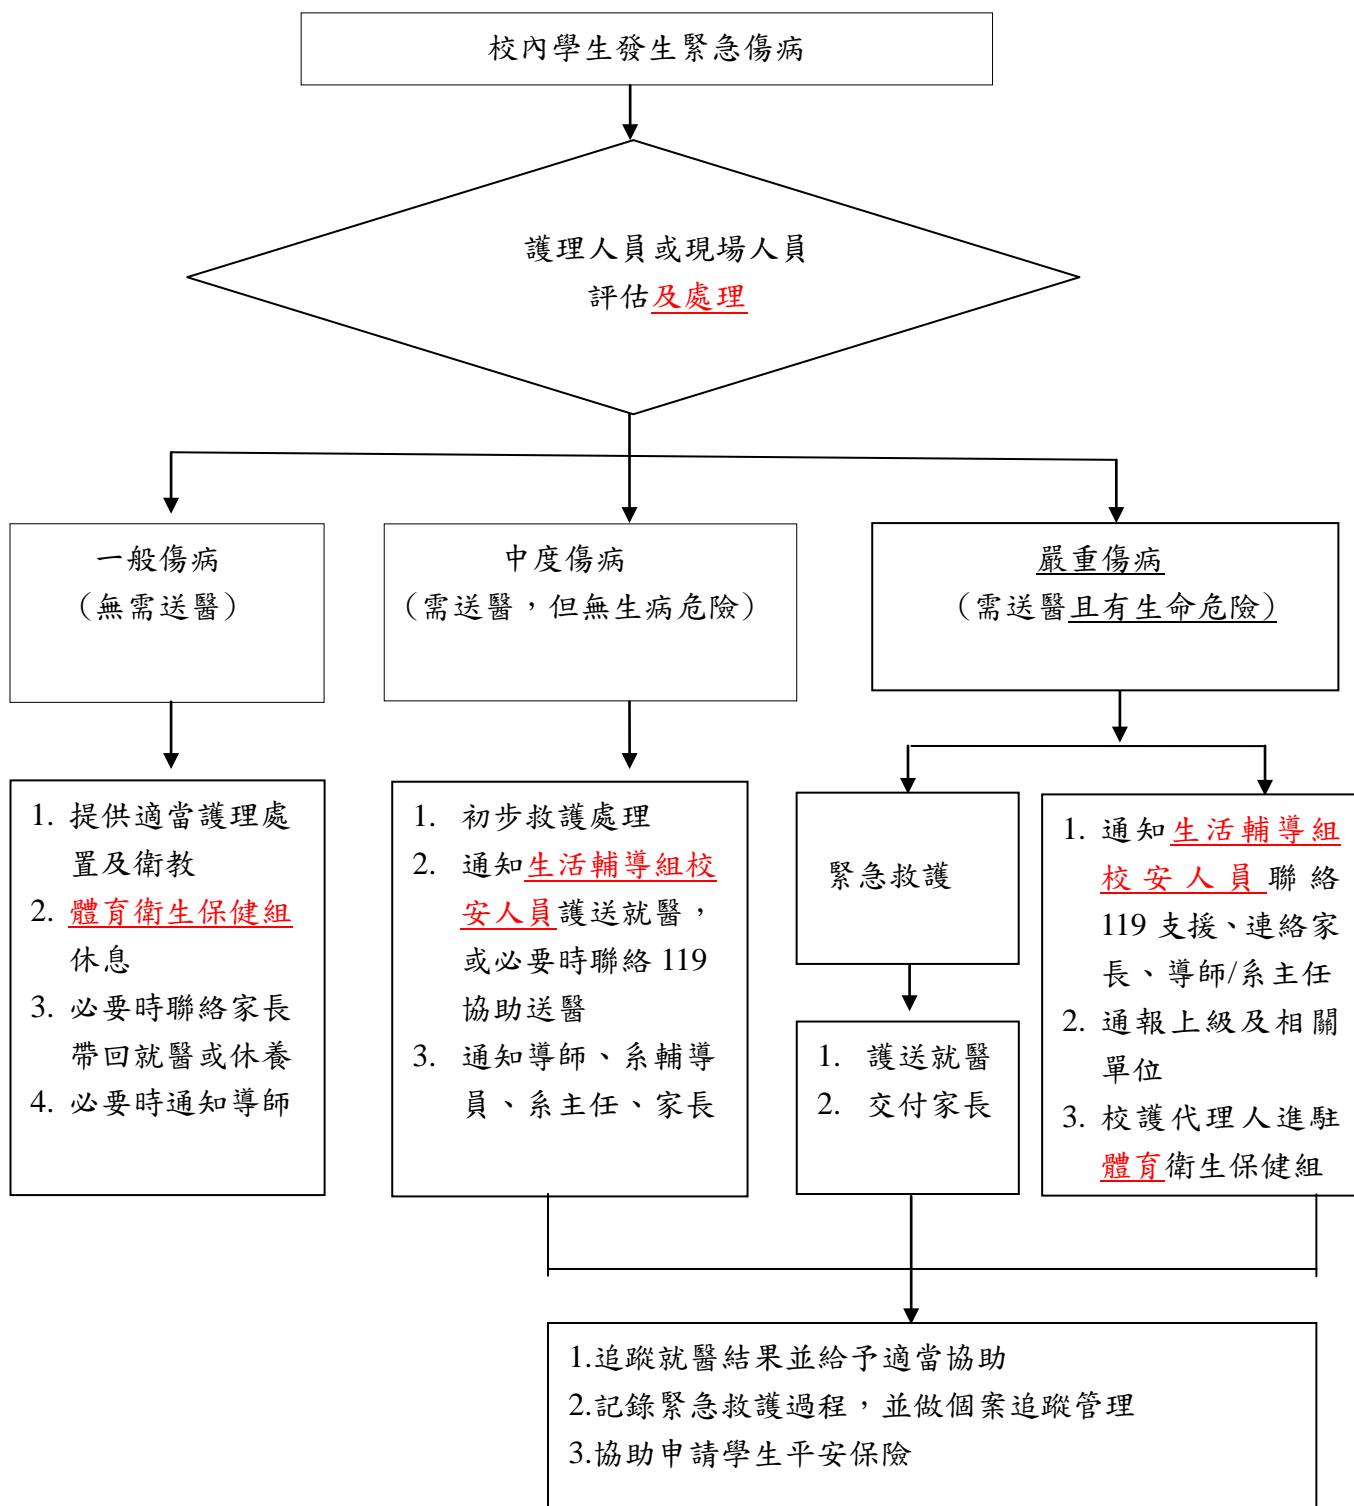 校內學生發生緊急傷病
護理人員或現場人員
評估及處理
一般傷病
（無需送醫）
中度傷病
（需送醫，但無生病危險）
嚴重傷病
（需送醫且有生命危險）
1. 提供適當護理處
置及衛教
2. 體育衛生保健組
休息
3. 必要時聯絡家長
帶回就醫或休養
4. 必要時通知導師
1. 初步救護處理
2. 通知生活輔導組校
安人員護送就醫，
或必要時聯絡 119
協助送醫
3. 通知導師、系輔導
員、系主任、家長
緊急救護
1. 護送就醫
2. 交付家長
1. 通知生活輔導組
校安人員聯絡
119 支援、連絡家
長、導師/系主任
2. 通報上級及相關
單位
3. 校護代理人進駐
體育衛生保健組
1.追蹤就醫結果並給予適當協助
2.記錄緊急救護過程，並做個案追蹤管理
3.協助申請學生平安保險